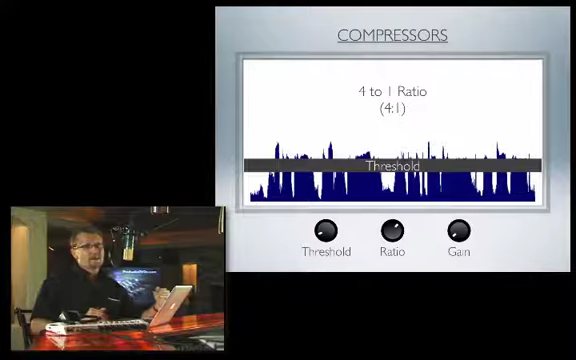 COMPRESSORS
4 to 1 Ratio
(4:1)
Threshold
Threshold
Ratio
Gain